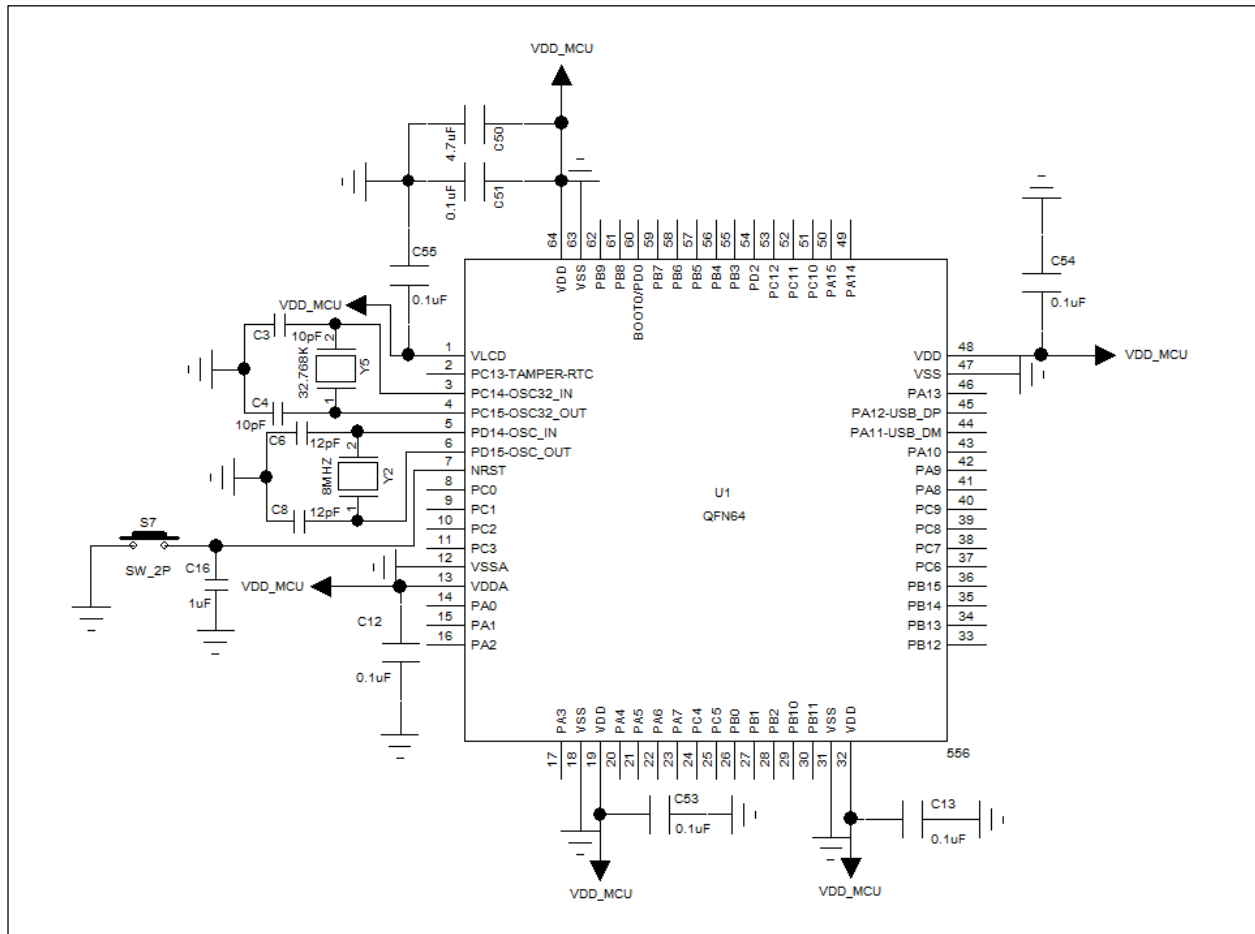 VDD_MCU
4.7uF
C50
0.1uF
C51
C55
0.1uF
VDD_MCU
C3
10pF
2
32.768K
Y5
1
C4
10pF
C6
12pF
2
8MHZ
Y2
1
C8
12pF
S7
SW_2P
C16
1uF
VDD_MCU
C12
0.1uF
64 63 62 61 60 59 58 57 56 55 54 53 52 51 50 49
VDD VSS PB9 PB8 BOOT0/PD0 PB7 PB6 PB5 PB4 PB3 PD2 PC12 PC11 PC10 PA15 PA14
1 VLCD
2 PC13-TAMPER-RTC
3 PC14-OSC32_IN
4 PC15-OSC32_OUT
5 PD14-OSC_IN
6 PD15-OSC_OUT
7 NRST
8 PC0
9 PC1
10 PC2
11 PC3
12 VSSA
13 VDDA
14 PA0
15 PA1
16 PA2
U1
QFN64
C54
0.1uF
VDD_MCU
VDD 48
VSS 47
PA13 46
PA12-USB_DP 45
PA11-USB_DM 44
PA10 43
PA9 42
PA8 41
PC9 40
PC8 39
PC7 38
PC6 37
PB15 36
PB14 35
PB13 34
PB12 33
PA3 VSS VDD PA4 PA5 PA6 PA7 PC4 PC5 PB0 PB1 PB2 PB10 PB11 VSS VDD
17 18 19 20 21 22 23 24 25 26 27 28 29 30 31 32
556
C53
0.1uF
C13
0.1uF
VDD_MCU
VDD_MCU